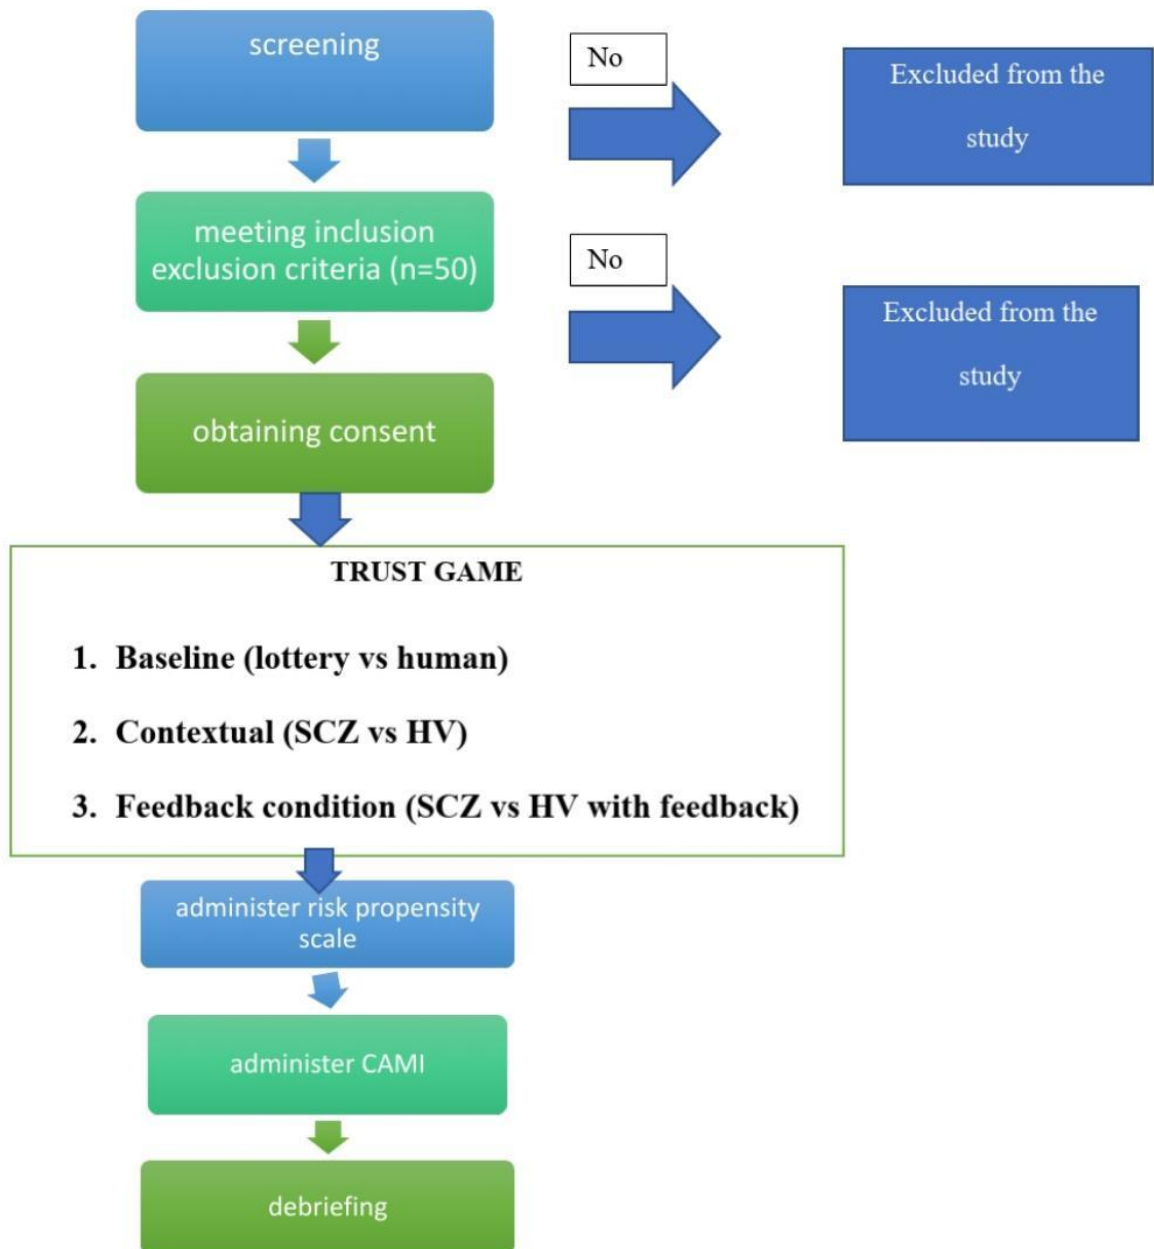 screening
No
Excluded from the
study
meeting inclusion
exclusion criteria (n=50)
No
Excluded from the
study
obtaining consent
TRUST GAME
1. Baseline (lottery vs human)
2. Contextual (SCZ vs HV)
3. Feedback condition (SCZ vs HV with feedback)
administer risk propensity
scale
administer CAMI
debriefing